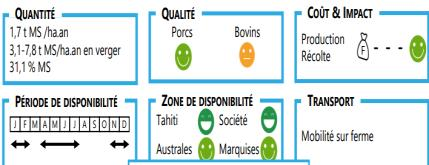 QUANTITÉ
1,7 t MS/ha.an
3,1-7,8 t MS/ha.an en verger
31,1 % MS
QUALITÉ
Porcs Bovins
COÛT & IMPACT
Production
Récolte
F - - -
PÉRIODE DE DISPONIBILITÉ
J F M A M J J A S O N D
ZONE DE DISPONIBILITÉ
Tahiti Société
Australes Marquises
TRANSPORT
Mobilité sur ferme